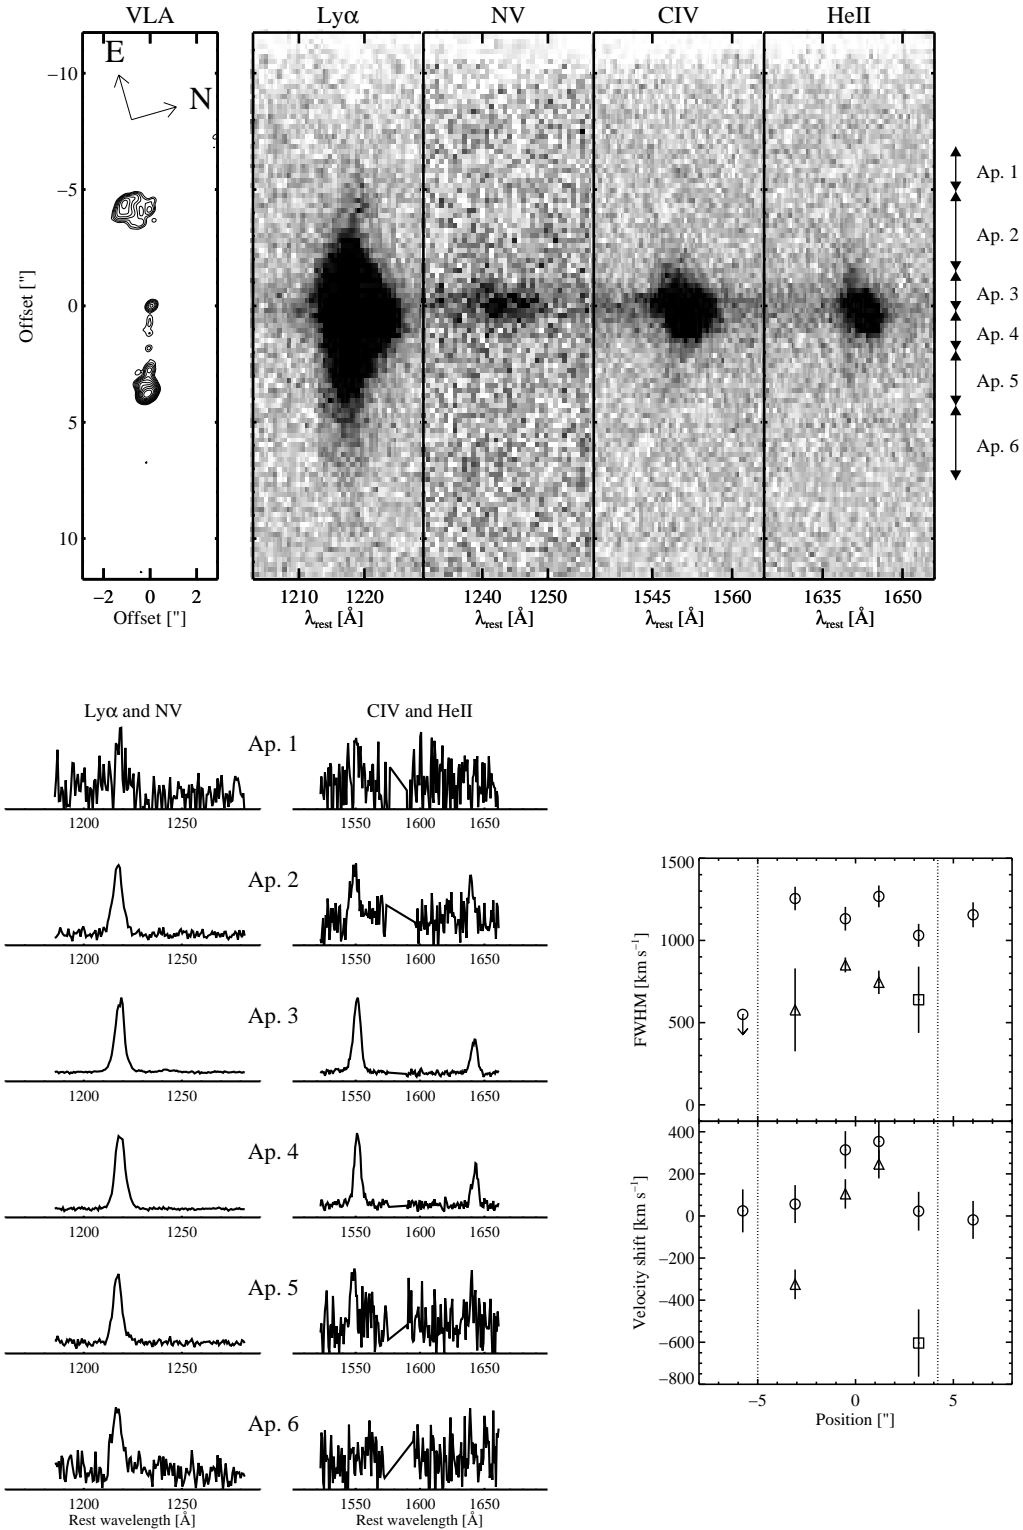 VLA Lyα NV CIV HeII
E
N
−10
−5
0
5
10
Offset ["]
Ap. 1
Ap. 2
Ap. 3
Ap. 4
Ap. 5
Ap. 6
−2 0 2 1210 1220 1240 1250 1545 1560 1635 1650
Offset ["] λrest [Å] λrest [Å] λrest [Å] λrest [Å]
Lyα and NV CIV and HeII
Ap. 1
1200 1250 1550 1600 1650
Ap. 2
1200 1250 1550 1600 1650
Ap. 3
1200 1250 1550 1600 1650
Ap. 4
1200 1250 1550 1600 1650
Ap. 5
1200 1250 1550 1600 1650
Ap. 6
1200 1250 1550 1600 1650
Rest wavelength [Å] Rest wavelength [Å]
1500
1000
500
0
FWHM [km s−1]
400
200
0
−200
−400
−600
−800
Velocity shift [km s−1]
−5 0 5
Position ["]